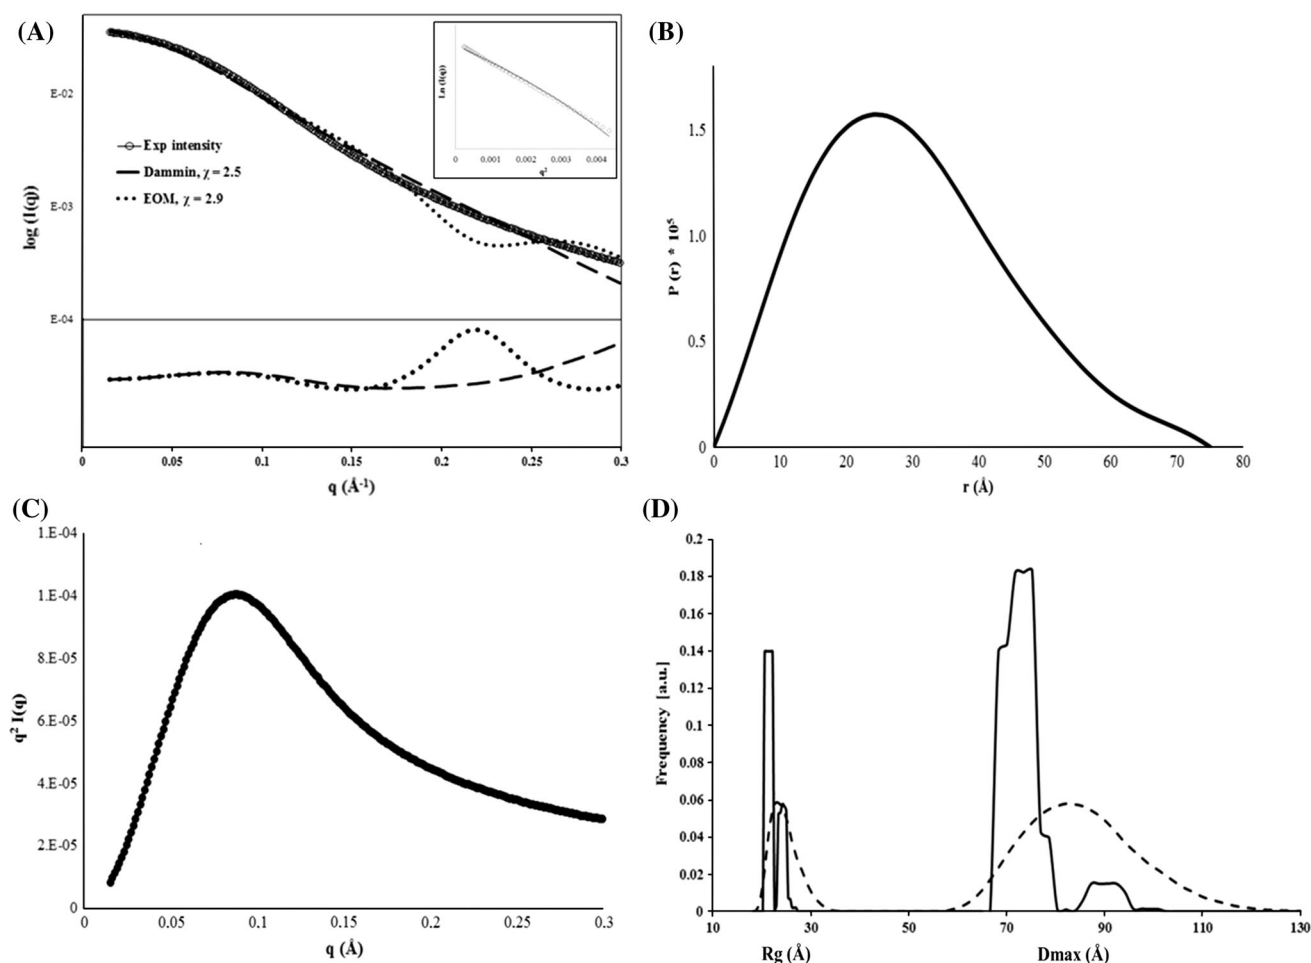 (A)
E-02
E-03
E-04
log (I(q))
Exp intensity
Dammin, χ = 2.5
EOM, χ = 2.9
Ln (I(q))
0 0.001 0.002 0.003 0.004
q²
0 0.05 0.1 0.15 0.2 0.25 0.3
q (Å⁻¹)
(B)
1.5
1.0
0.5
0
P (r) * 10⁵
0 10 20 30 40 50 60 70 80
r (Å)
(C)
1.E-04
1.E-04
8.E-05
6.E-05
4.E-05
2.E-05
0
q² I(q)
0 0.05 0.1 0.15 0.2 0.25 0.3
q (Å)
(D)
0.2
0.18
0.16
0.14
0.12
0.1
0.08
0.06
0.04
0.02
0
Frequency [a.u.]
10 30 50 70 90 110 130
Rg (Å) Dmax (Å)